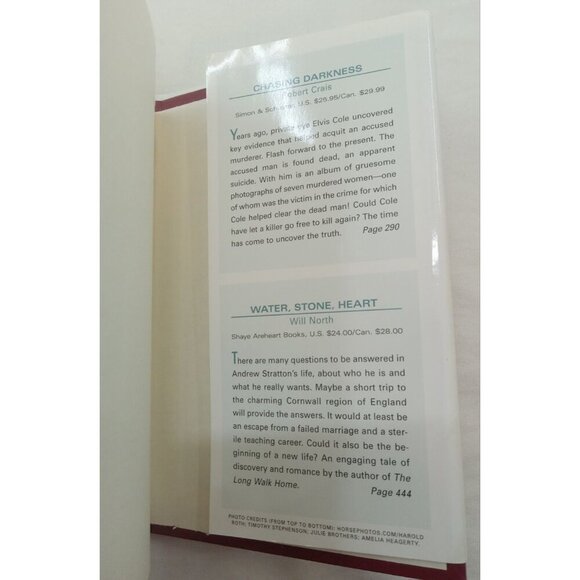 CHASING DARKNESS
Robert Crais
Simon & Schuster, U.S. $25.95/Can. $29.99
Years ago, private eye Elvis Cole uncovered
key evidence that helped acquit an accused
murderer. Flash forward to the present. The
accused man is found dead, an apparent
suicide. With him is an album of gruesome
photographs of seven murdered women—one
of whom was the victim in the crime for which
Cole helped clear the dead man! Could Cole
have let a killer go free to kill again? The time
has come to uncover the truth. Page 290
WATER, STONE, HEART
Will North
Shaye Areheart Books, U.S. $24.00/Can. $28.00
There are many questions to be answered in
Andrew Stratton's life, about who he is and
what he really wants. Maybe a short trip to
the charming Cornwall region of England
will provide the answers. It would at least be
an escape from a failed marriage and a ster-
ile teaching career. Could it also be the be-
ginning of a new life? An engaging tale of
discovery and romance by the author of The
Long Walk Home. Page 444
PHOTO CREDITS (FROM TOP TO BOTTOM): HORSEPHOTOS.COM/HAROLD
ROTH; TIMOTHY STEPHENSON; JULIE BROTHERS; AMELIA HEAGERTY.